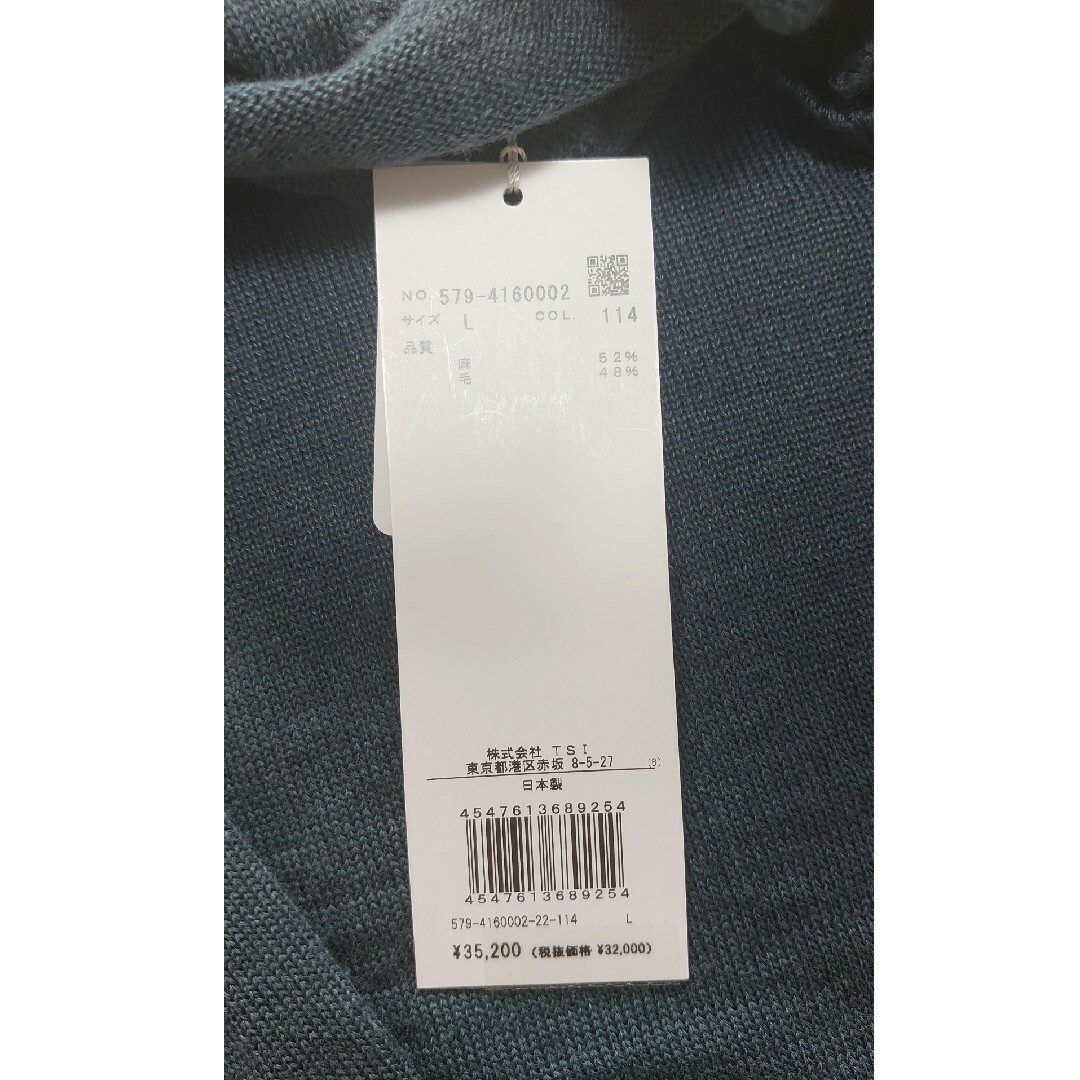 NO. 579-4160002
サイズ L COL. 114
品質
麻 52%
毛 48%
株式会社 TSI
東京都港区赤坂 8-5-27 (8)
日本製
4547613689254
4547613689254
579-4160002-22-114 L
¥35,200 (税抜価格 ¥32,000)